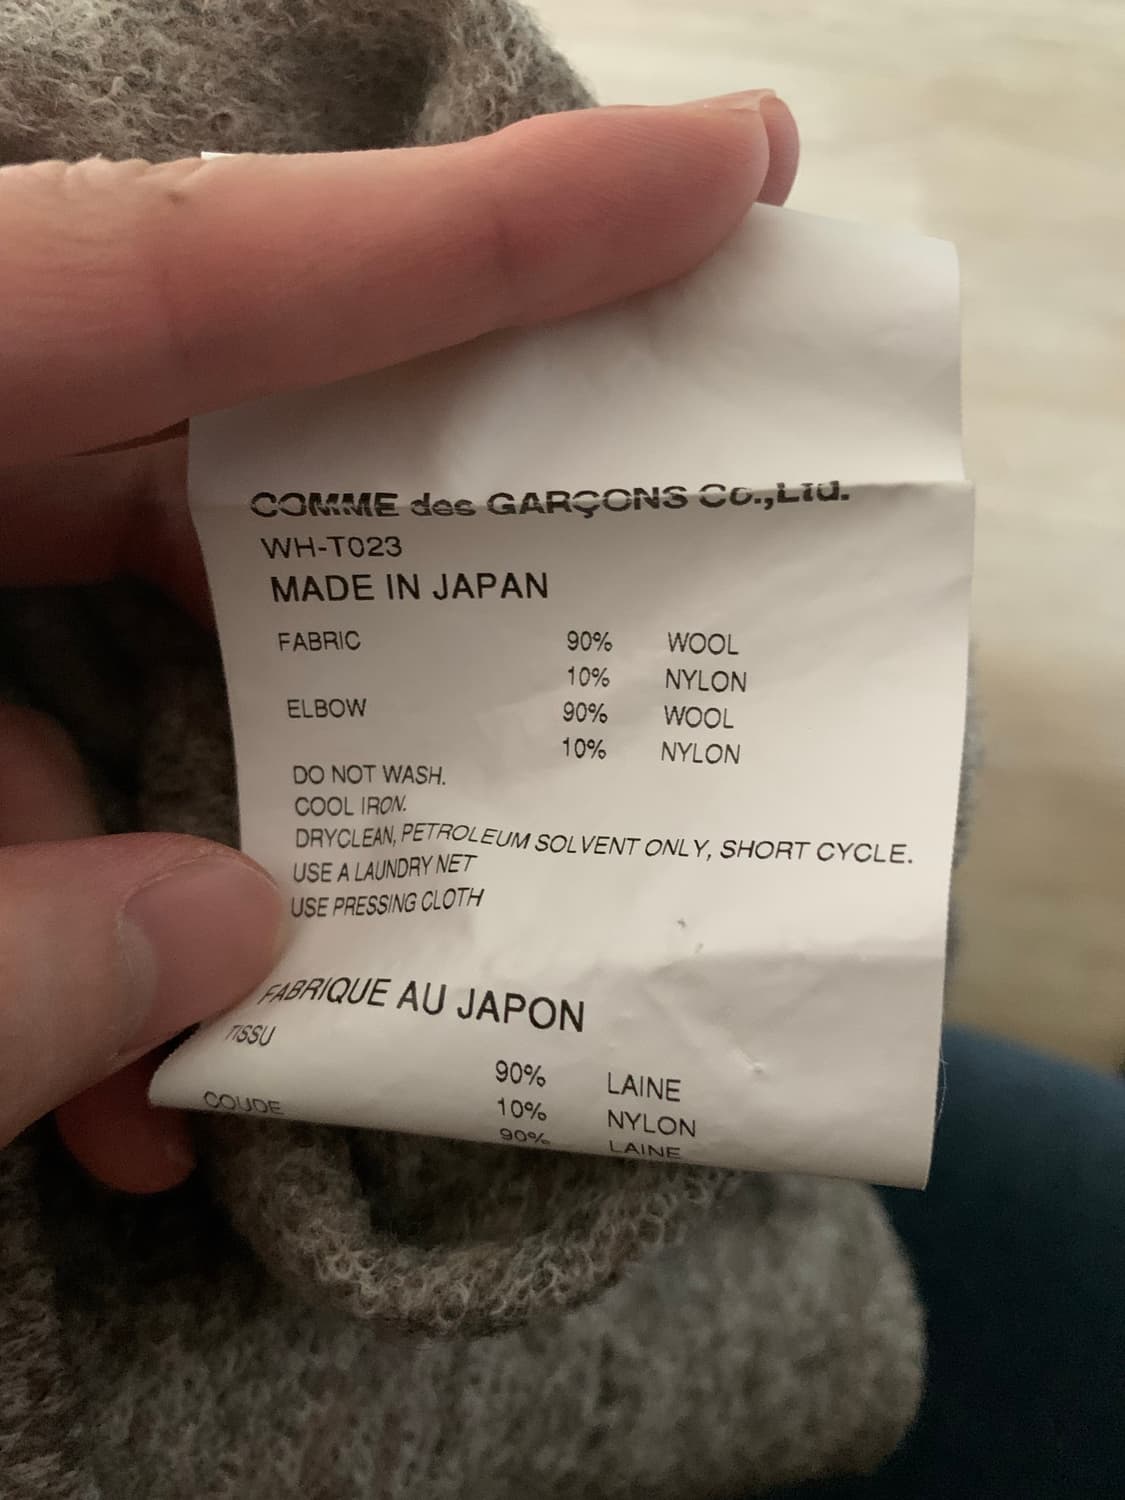 COMME des GARÇONS Co.,Ltd.
WH-T023
MADE IN JAPAN
FABRIC 90% WOOL
10% NYLON
ELBOW 90% WOOL
10% NYLON
DO NOT WASH.
COOL IRON.
DRYCLEAN, PETROLEUM SOLVENT ONLY, SHORT CYCLE.
USE A LAUNDRY NET
USE PRESSING CLOTH
FABRIQUE AU JAPON
TISSU
90% LAINE
10% NYLON
COUDE 90% LAINE